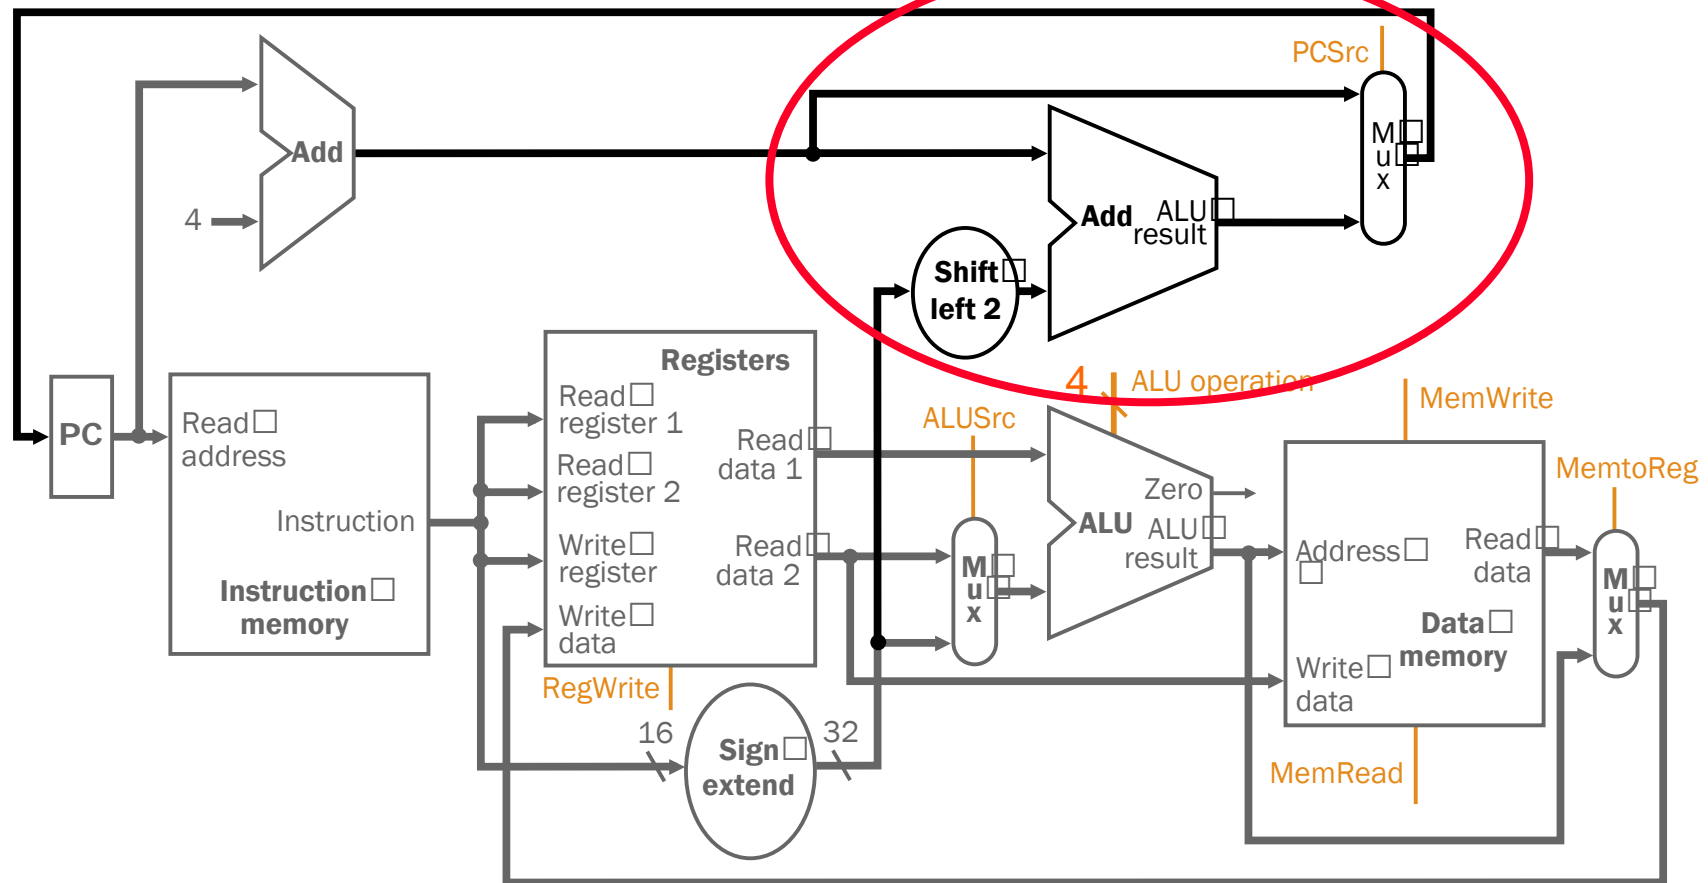 PCSrc
M
u
x
Add
4
Add
ALU
result
Shift
left 2
PC
Read
address
Instruction
Instruction
memory
Registers
Read
register 1
Read
register 2
Write
register
Write
data
Read
data 1
Read
data 2
RegWrite
16
Sign
extend
32
ALUSrc
M
u
x
4
ALU operation
Zero
ALU
ALU
result
MemWrite
Address
Read
data
Data
memory
Write
data
MemRead
MemtoReg
M
u
x